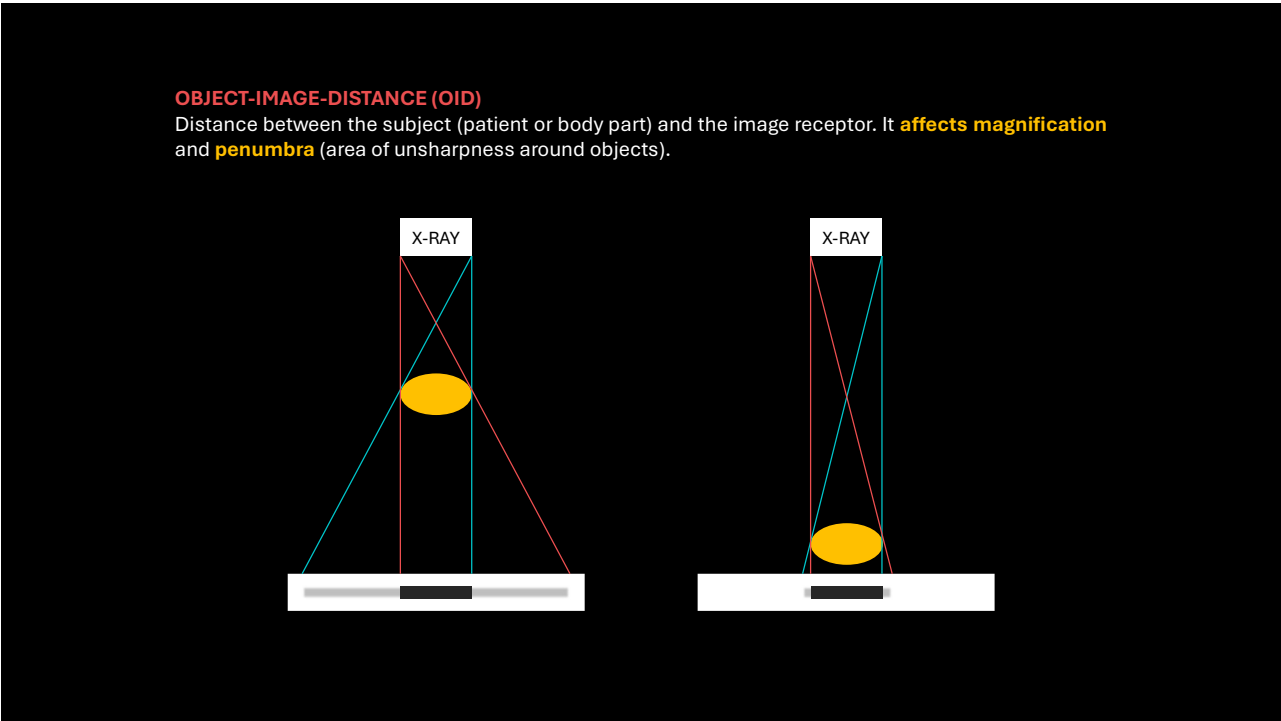 OBJECT-IMAGE-DISTANCE (OID)
Distance between the subject (patient or body part) and the image receptor. It affects magnification
and penumbra (area of unsharpness around objects).
X-RAY
X-RAY